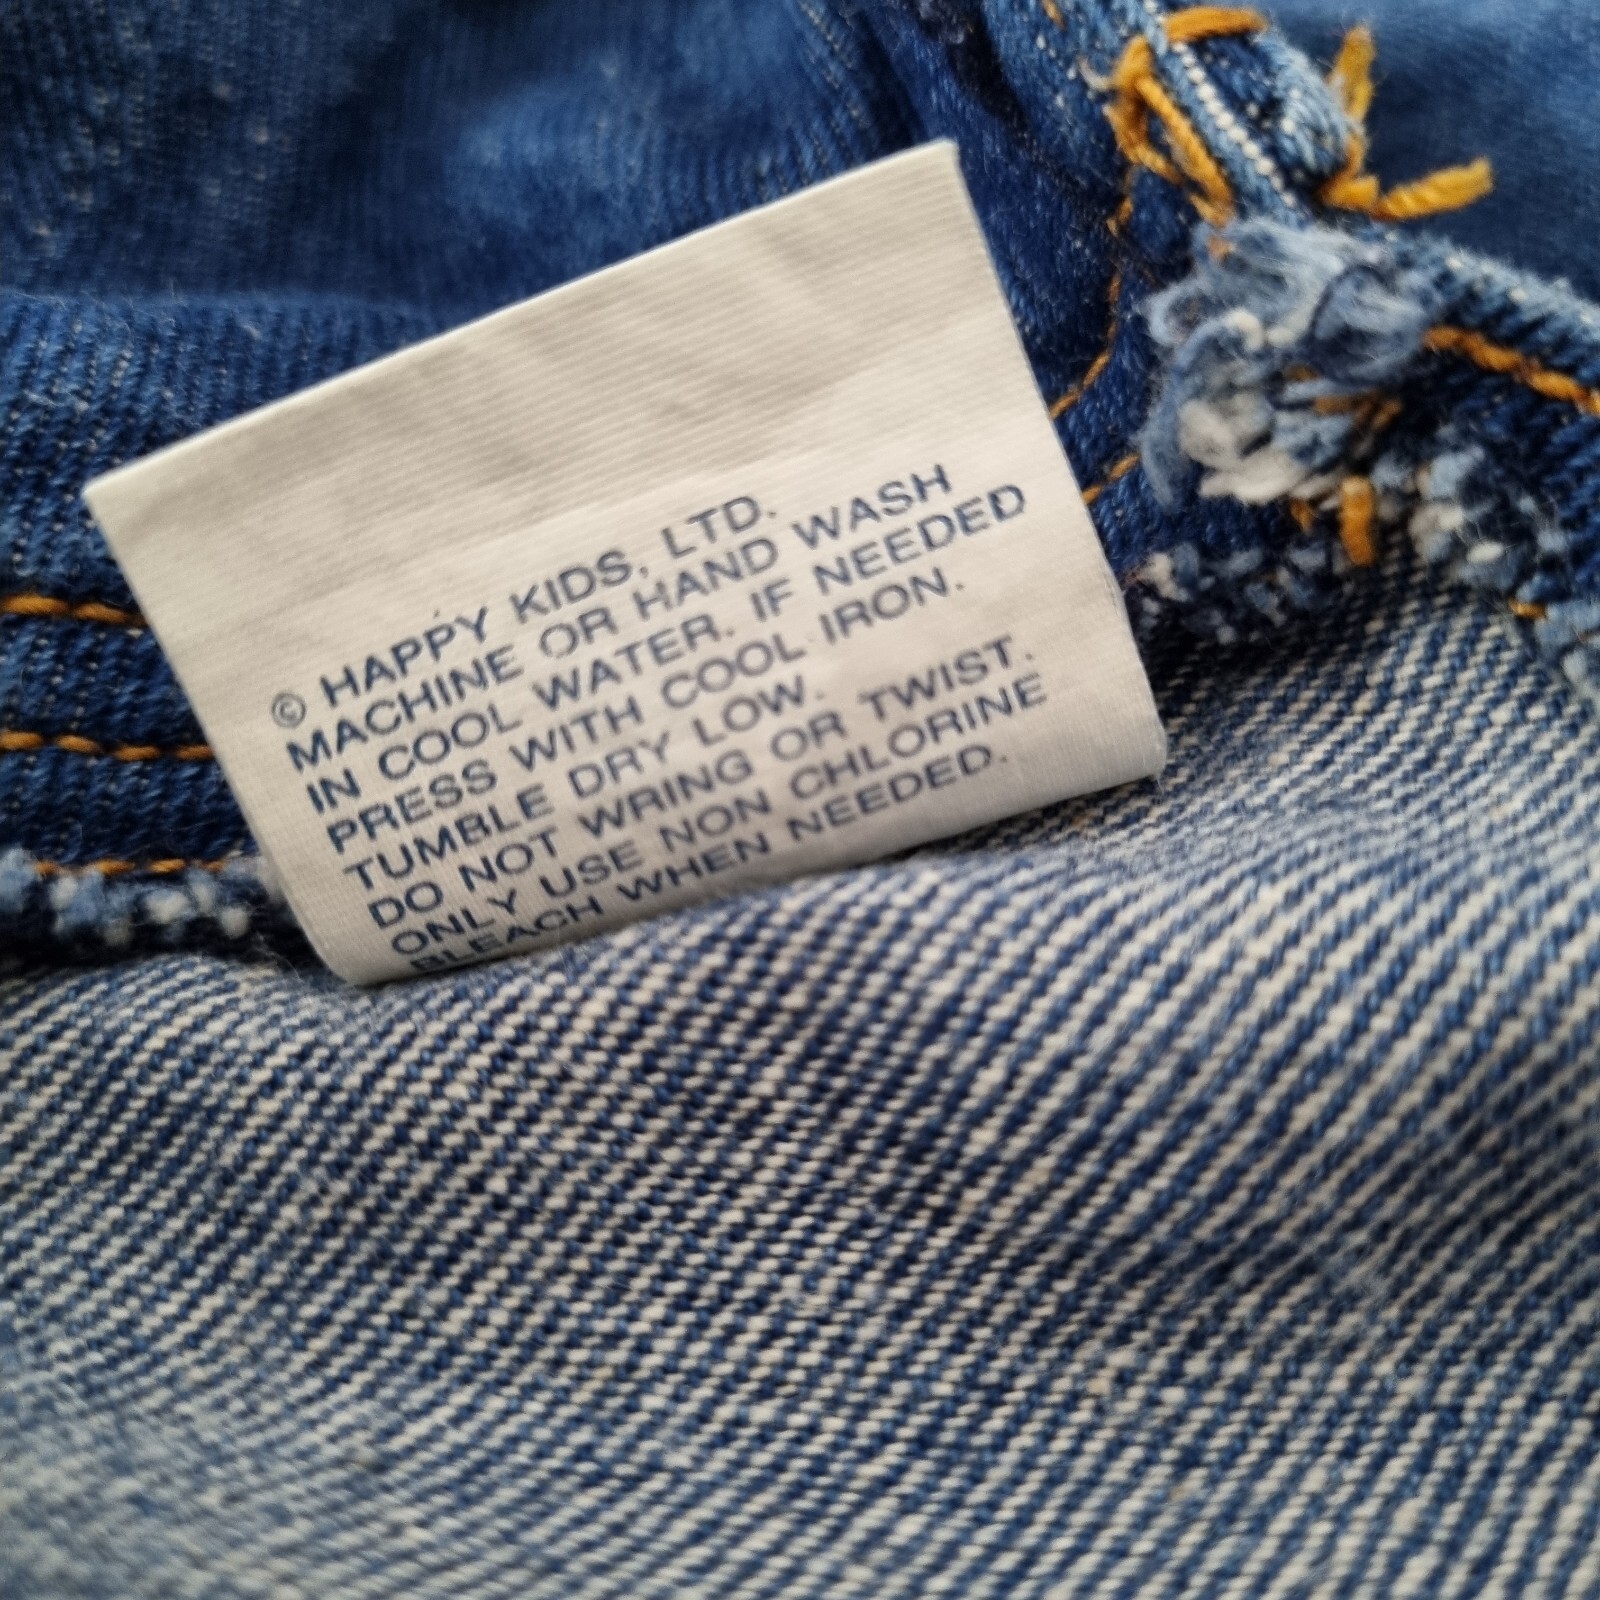 © HAPPY KIDS, LTD.
MACHINE OR HAND WASH
IN COOL WATER. IF NEEDED
PRESS WITH COOL IRON.
TUMBLE DRY LOW.
DO NOT WRING OR TWIST.
ONLY USE NON CHLORINE
BLEACH WHEN NEEDED.